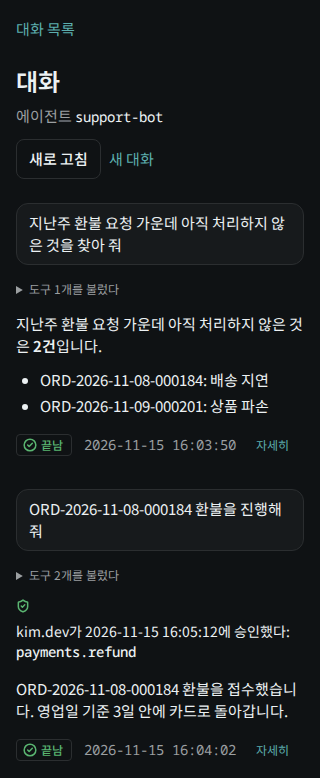 대화 목록
대화
에이전트 support-bot
새로 고침 새 대화
지난주 환불 요청 가운데 아직 처리하지 않
은 것을 찾아 줘
도구 1개를 불렀다
지난주 환불 요청 가운데 아직 처리하지 않은 것
은 2건입니다.
ORD-2026-11-08-000184: 배송 지연
ORD-2026-11-09-000201: 상품 파손
끝남 2026-11-15 16:03:50 자세히
ORD-2026-11-08-000184 환불을 진행해
줘
도구 2개를 불렀다
kim.dev가 2026-11-15 16:05:12에 승인했다:
payments.refund
ORD-2026-11-08-000184 환불을 접수했습니
다. 영업일 기준 3일 안에 카드로 돌아갑니다.
끝남 2026-11-15 16:04:02 자세히